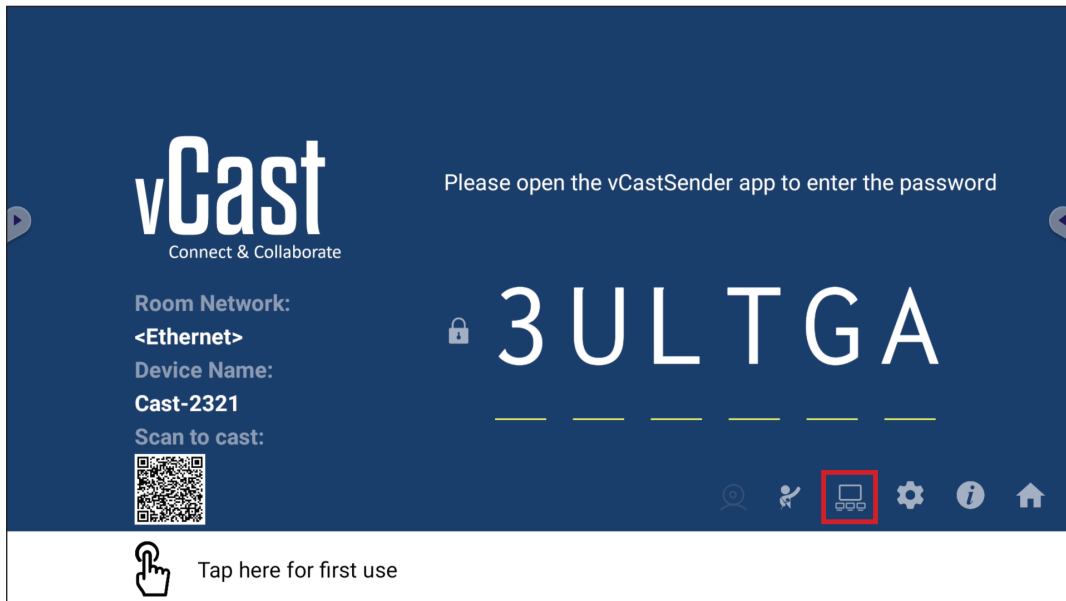 vCast
Connect & Collaborate
Please open the vCastSender app to enter the password
Room Network:
<Ethernet>
Device Name:
Cast-2321
Scan to cast:
3ULTGA
Tap here for first use